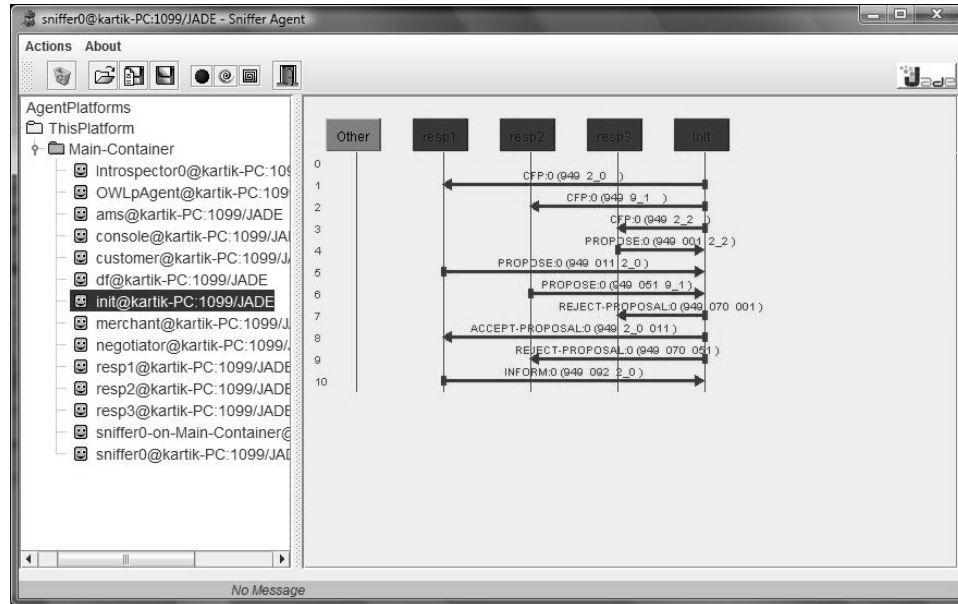 sniffer0@kartik-PC:1099/JADE - Sniffer Agent
Actions About
Jade
AgentPlatforms
ThisPlatform
Main-Container
Introspector0@kartik-PC:109
OWLpAgent@kartik-PC:109
ams@kartik-PC:1099/JADE
console@kartik-PC:1099/JA
customer@kartik-PC:1099/J
df@kartik-PC:1099/JADE
init@kartik-PC:1099/JADE
merchant@kartik-PC:1099/J
negotiator@kartik-PC:1099/
resp1@kartik-PC:1099/JADE
resp2@kartik-PC:1099/JADE
resp3@kartik-PC:1099/JADE
sniffer0-on-Main-Container@
sniffer0@kartik-PC:1099/JAD
Other resp1 resp2 resp3 init
0
CFP:0 (949 2_0 )
1
CFP:0 (949 9_1 )
2
CFP:0 (949 2_2 )
3
PROPOSE:0 (949 001 2_2 )
4
PROPOSE:0 (949 011 2_0 )
5
PROPOSE:0 (949 051 9_1 )
6
REJECT-PROPOSAL:0 (949 070 001 )
7
ACCEPT-PROPOSAL:0 (949 2_0 011 )
8
REJECT-PROPOSAL:0 (949 070 051 )
9
INFORM:0 (949 092 2_0 )
10
No Message